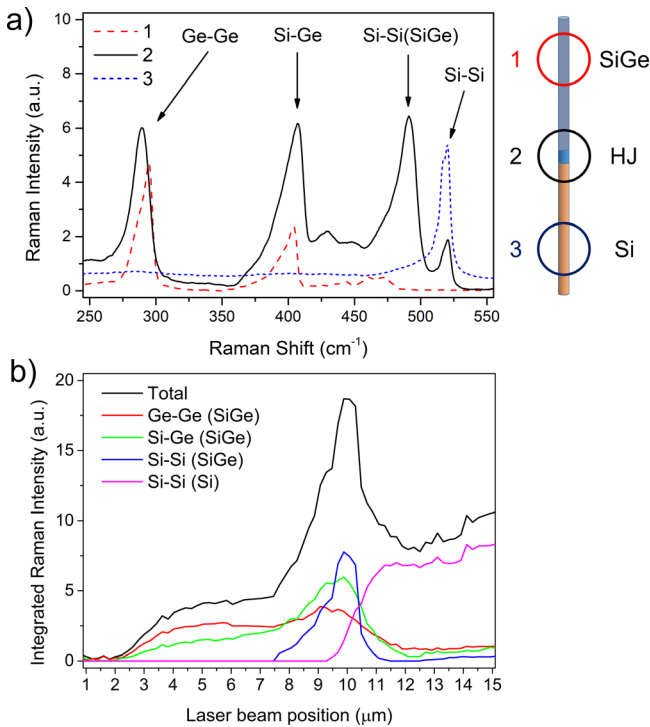 a)
10
8
6
4
2
0
Raman Intensity (a.u.)
1
2
3
Ge-Ge
Si-Ge
Si-Si(SiGe)
Si-Si
250 300 350 400 450 500 550
Raman Shift (cm-1)
1 SiGe
2 HJ
3 Si
b)
20
15
10
5
0
Integrated Raman Intensity (a.u.)
Total
Ge-Ge (SiGe)
Si-Ge (SiGe)
Si-Si (SiGe)
Si-Si (Si)
1 2 3 4 5 6 7 8 9 10 11 12 13 14 15
Laser beam position (μm)